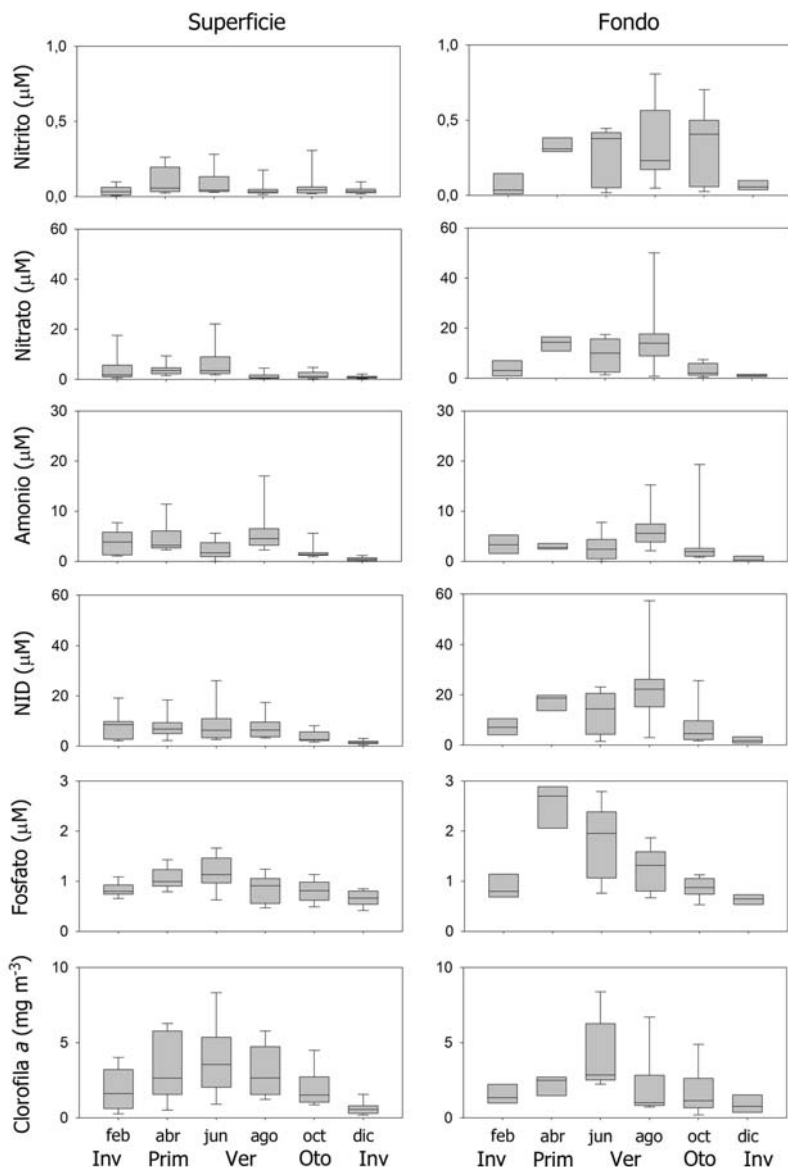 Superficie Fondo
Nitrito (µM)
1,0 1,0
0,5 0,5
0,0 0,0
Nitrato (µM)
60 60
40 40
20 20
0 0
Amonio (µM)
30 30
20 20
10 10
0 0
NID (µM)
60 60
40 40
20 20
0 0
Fosfato (µM)
3 3
2 2
1 1
0 0
Clorofila a (mg m⁻³)
10 10
5 5
0 0
feb abr jun ago oct dic feb abr jun ago oct dic
Inv Prim Ver Oto Inv Inv Prim Ver Oto Inv